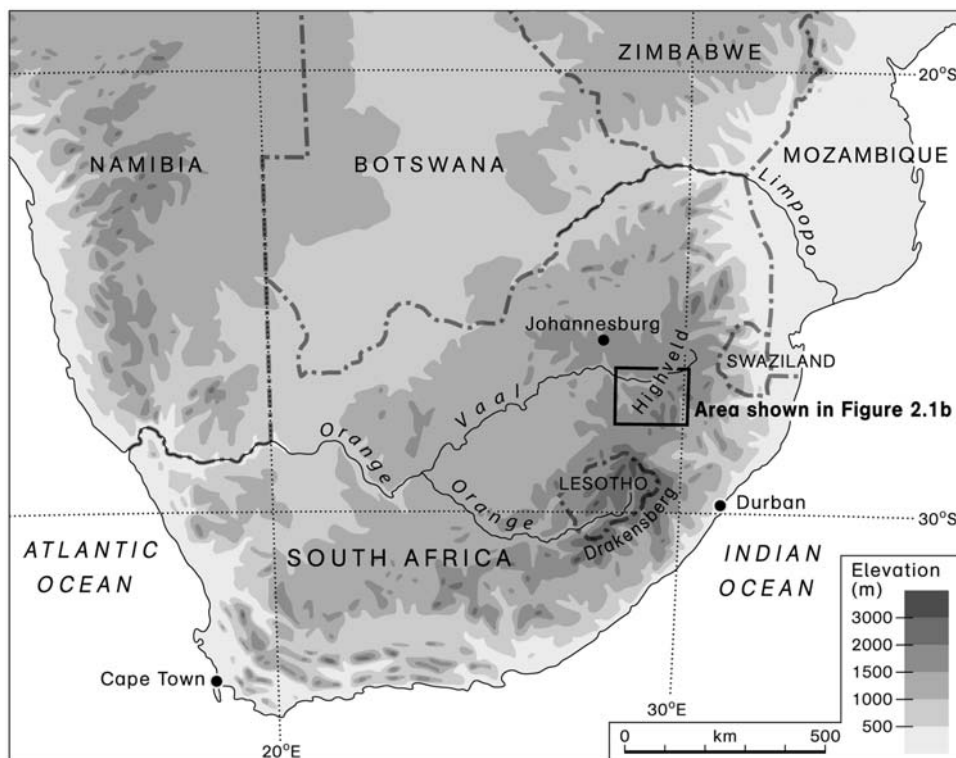 ZIMBABWE
20°S
NAMIBIA
BOTSWANA
MOZAMBIQUE
Limpopo
Johannesburg
Highveld
SWAZILAND
Vaal
Area shown in Figure 2.1b
Orange
LESOTHO
Orange
Durban
Drakensberg
30°S
ATLANTIC
OCEAN
SOUTH AFRICA
INDIAN
OCEAN
Elevation
(m)
3000
2000
1500
1000
500
Cape Town
30°E
0 km 500
20°E